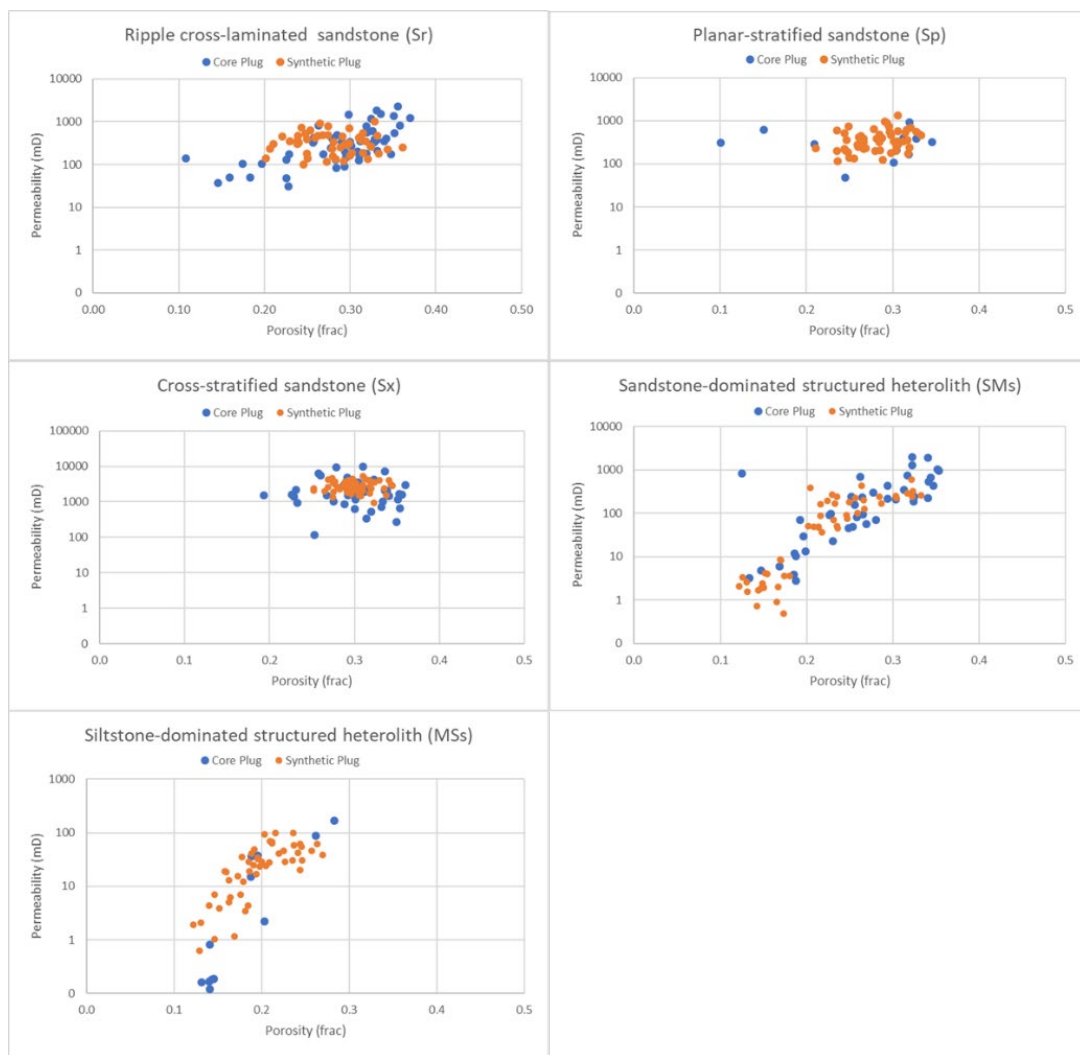 Ripple cross-laminated sandstone (Sr)
Core Plug Synthetic Plug
1000
100
10
1
0
0.00 0.10 0.20 0.30 0.40 0.50
Permeability (mD)
Porosity (frac)
Planar-stratified sandstone (Sp)
Core Plug Synthetic Plug
10000
1000
100
10
1
0
0.0 0.1 0.2 0.3 0.4 0.5
Permeability (mD)
Porosity (frac)
Cross-stratified sandstone (Sx)
Core Plug Synthetic Plug
100000
10000
1000
100
10
1
0
0.0 0.1 0.2 0.3 0.4 0.5
Permeability (mD)
Porosity (frac)
Sandstone-dominated structured heterolith (SMs)
Core Plug Synthetic Plug
10000
1000
100
10
1
0
0.0 0.1 0.2 0.3 0.4 0.5
Permeability (mD)
Porosity (frac)
Siltstone-dominated structured heterolith (MSs)
Core Plug Synthetic Plug
1000
100
10
1
0
0.0 0.1 0.2 0.3 0.4 0.5
Permeability (mD)
Porosity (frac)